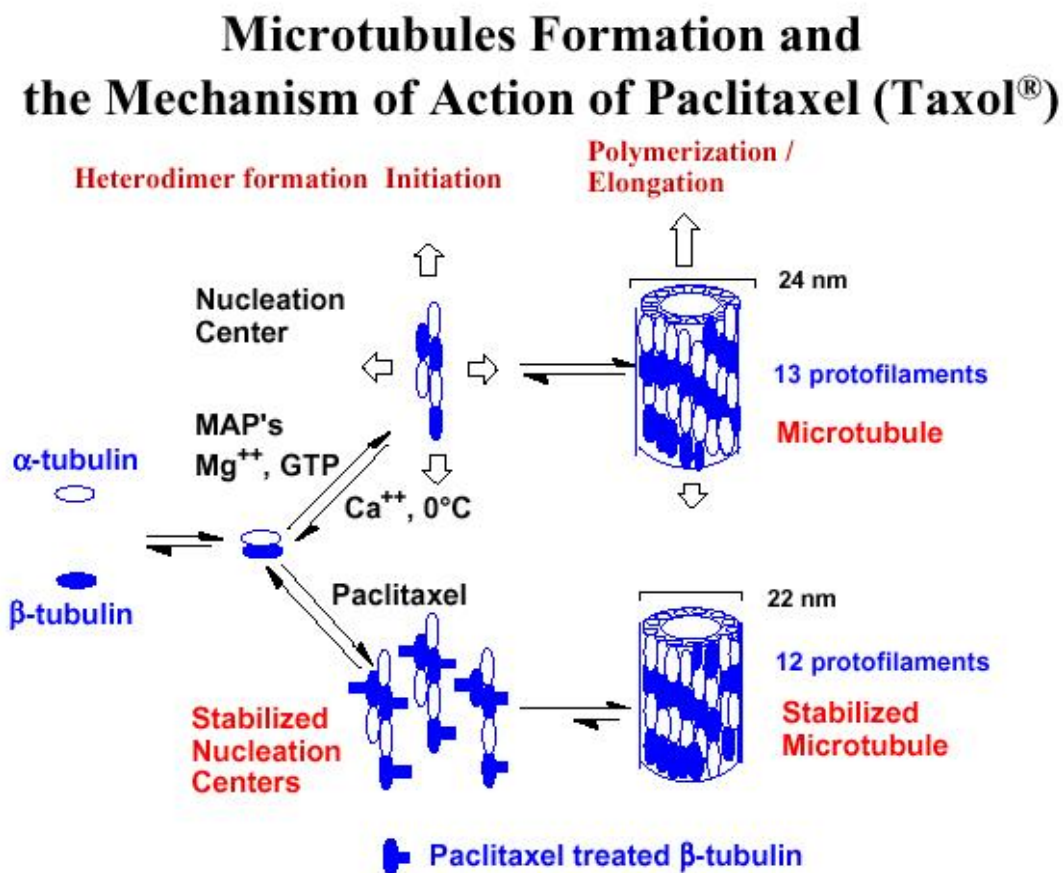 Microtubules Formation and
the Mechanism of Action of Paclitaxel (Taxol®)
Heterodimer formation
Initiation
Polymerization /
Elongation
Nucleation
Center
24 nm
13 protofilaments
Microtubule
MAP's
Mg⁺⁺, GTP
Ca⁺⁺, 0°C
α-tubulin
β-tubulin
Paclitaxel
22 nm
12 protofilaments
Stabilized
Nucleation
Centers
Stabilized
Microtubule
Paclitaxel treated β-tubulin